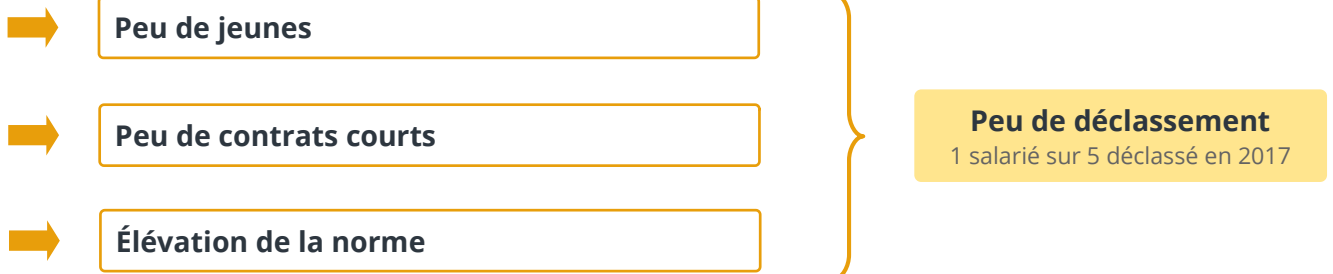 Peu de jeunes
Peu de contrats courts
Élévation de la norme
Peu de déclassement
1 salarié sur 5 déclassé en 2017